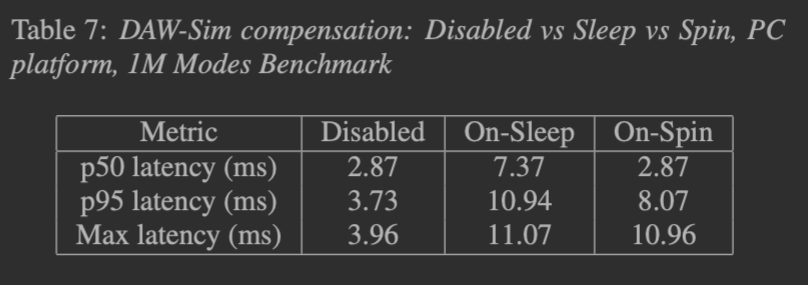 Table 7: DAW-Sim compensation: Disabled vs Sleep vs Spin, PC
platform, 1M Modes Benchmark
Metric Disabled On-Sleep On-Spin
p50 latency (ms) 2.87 7.37 2.87
p95 latency (ms) 3.73 10.94 8.07
Max latency (ms) 3.96 11.07 10.96